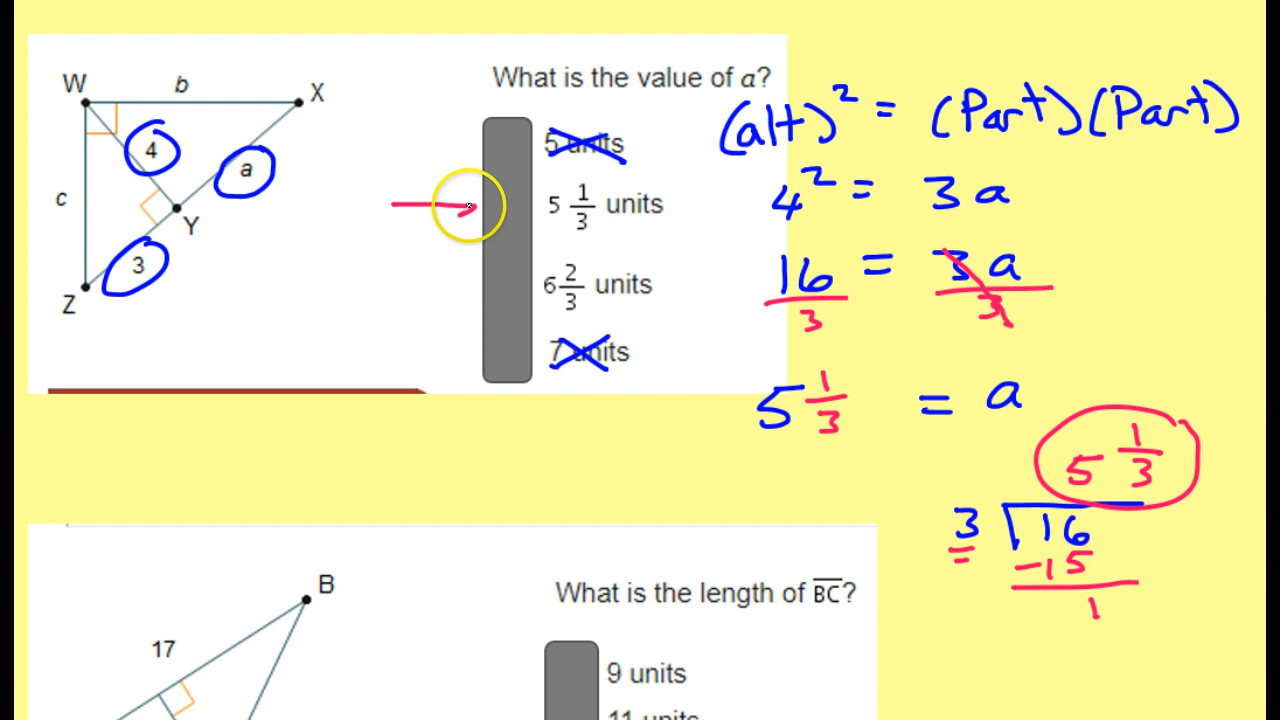 W
b
X
4
a
c
Y
3
Z
What is the value of a?
5 units
5 1/3 units
6 2/3 units
7 units
(alt)² = (Part)(Part)
4² = 3a
16 = 3a
3 3
5 1/3 = a
5 1/3
3 16
-15
1
B
17
What is the length of BC?
9 units
11 units